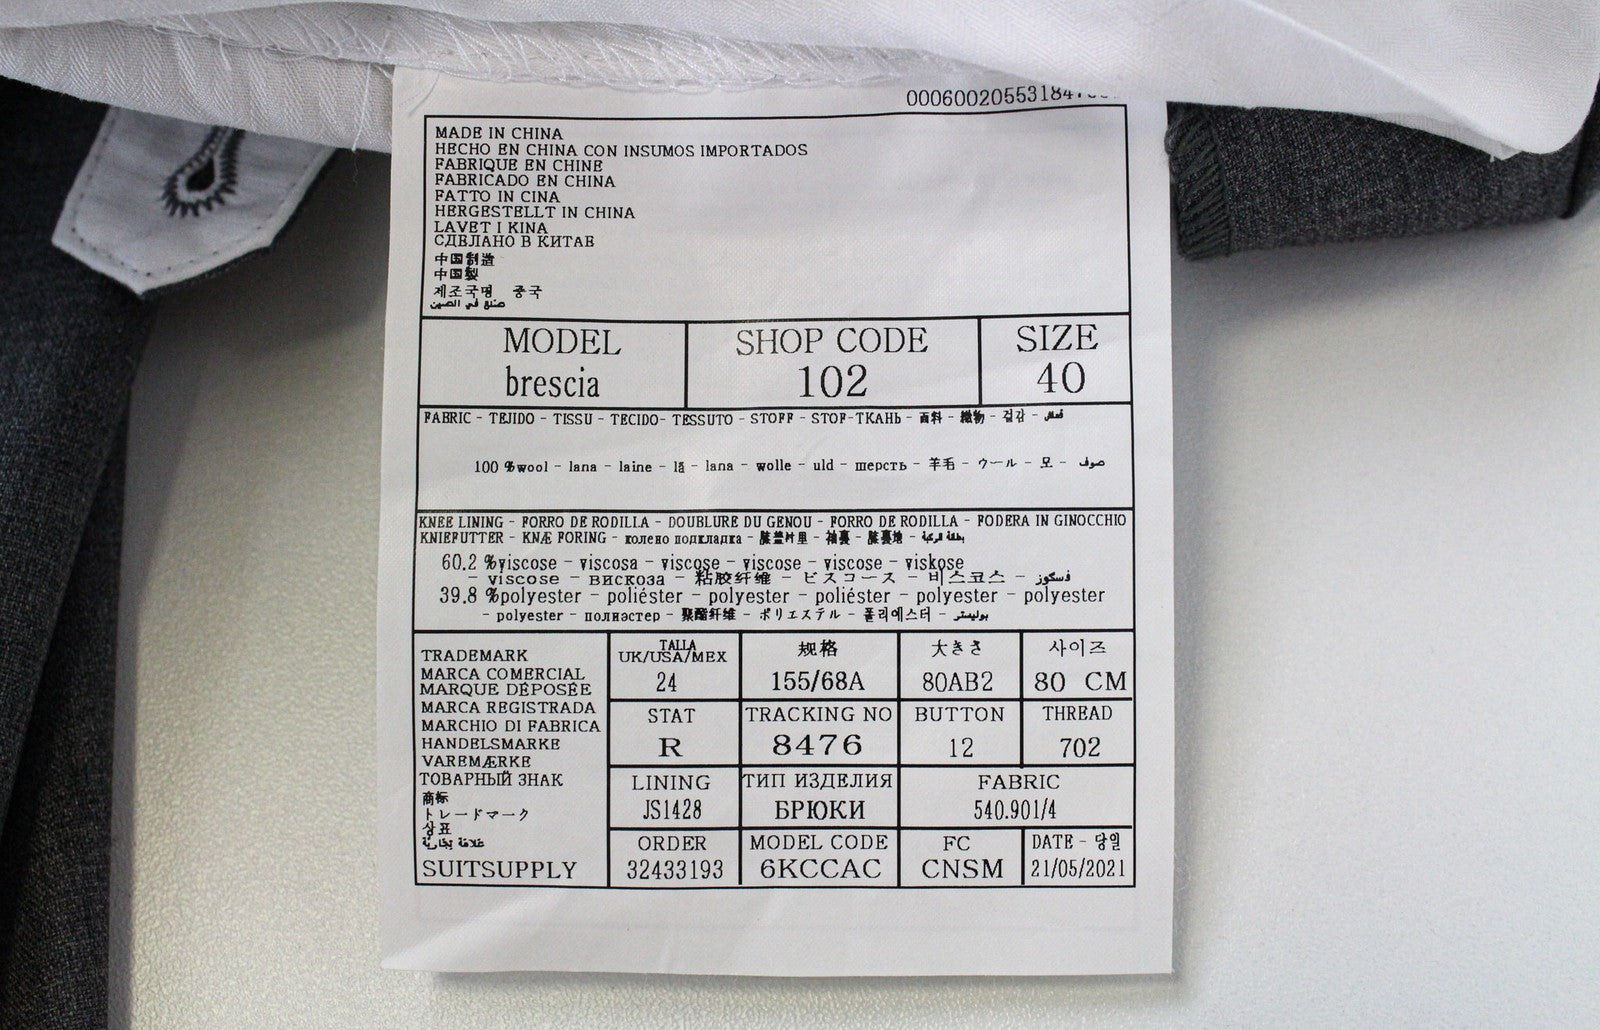 000600205531847
MADE IN CHINA
HECHO EN CHINA CON INSUMOS IMPORTADOS
FABRIQUE EN CHINE
FABRICADO EN CHINA
FATTO IN CINA
HERGESTELLT IN CHINA
LAVET I KINA
СДЕЛАНО В КИТАЕ
中国制造
中国製
제조국명 중국
صنع في الصين
MODEL SHOP CODE SIZE
brescia 102 40
FABRIC - TEJIDO - TISSU - TECIDO- TESSUTO - STOFF - STOF-ТКАНЬ - 面料 - 織物 - 겉감 - قماش
100 %wool - lana - laine - lã - lana - wolle - uld - шерсть - 羊毛 - ウール - 모 - صوف
KNEE LINING - FORRO DE RODILLA - DOUBLURE DU GENOU - FORRO DE RODILLA - FODERA IN GINOCCHIO
KNIEFUTTER - KNÆ FORING - колено подкладка - 膝盖衬里 - 袖裏 - 膝裏地 - بطانة الركبة
60.2 %viscose - viscosa - viscose - viscose - viscose - viskose
- viscose - вискоза - 粘胶纤维 - ビスコース - 비스코스 - فسكوز
39.8 %polyester - poliéster - polyester - poliéster - polyester - polyester
- polyester - полиэстер - 聚酯纤维 - ポリエステル - 폴리에스터 - بوليستر
TRADEMARK
MARCA COMERCIAL
MARQUE DÉPOSÉE
MARCA REGISTRADA
MARCHIO DI FABRICA
HANDELSMARKE
VAREMÆRKE
ТОВАРНЫЙ ЗНАК
商标
トレードマーク
상표
علامة تجارية
SUITSUPPLY
TALLA
UK/USA/MEX 规格 大きさ 사이즈
24 155/68A 80AB2 80 CM
STAT TRACKING NO BUTTON THREAD
R 8476 12 702
LINING ТИП ИЗДЕЛИЯ FABRIC
JS1428 БРЮКИ 540.901/4
ORDER MODEL CODE FC DATE - 당일
32433193 6KCCAC CNSM 21/05/2021